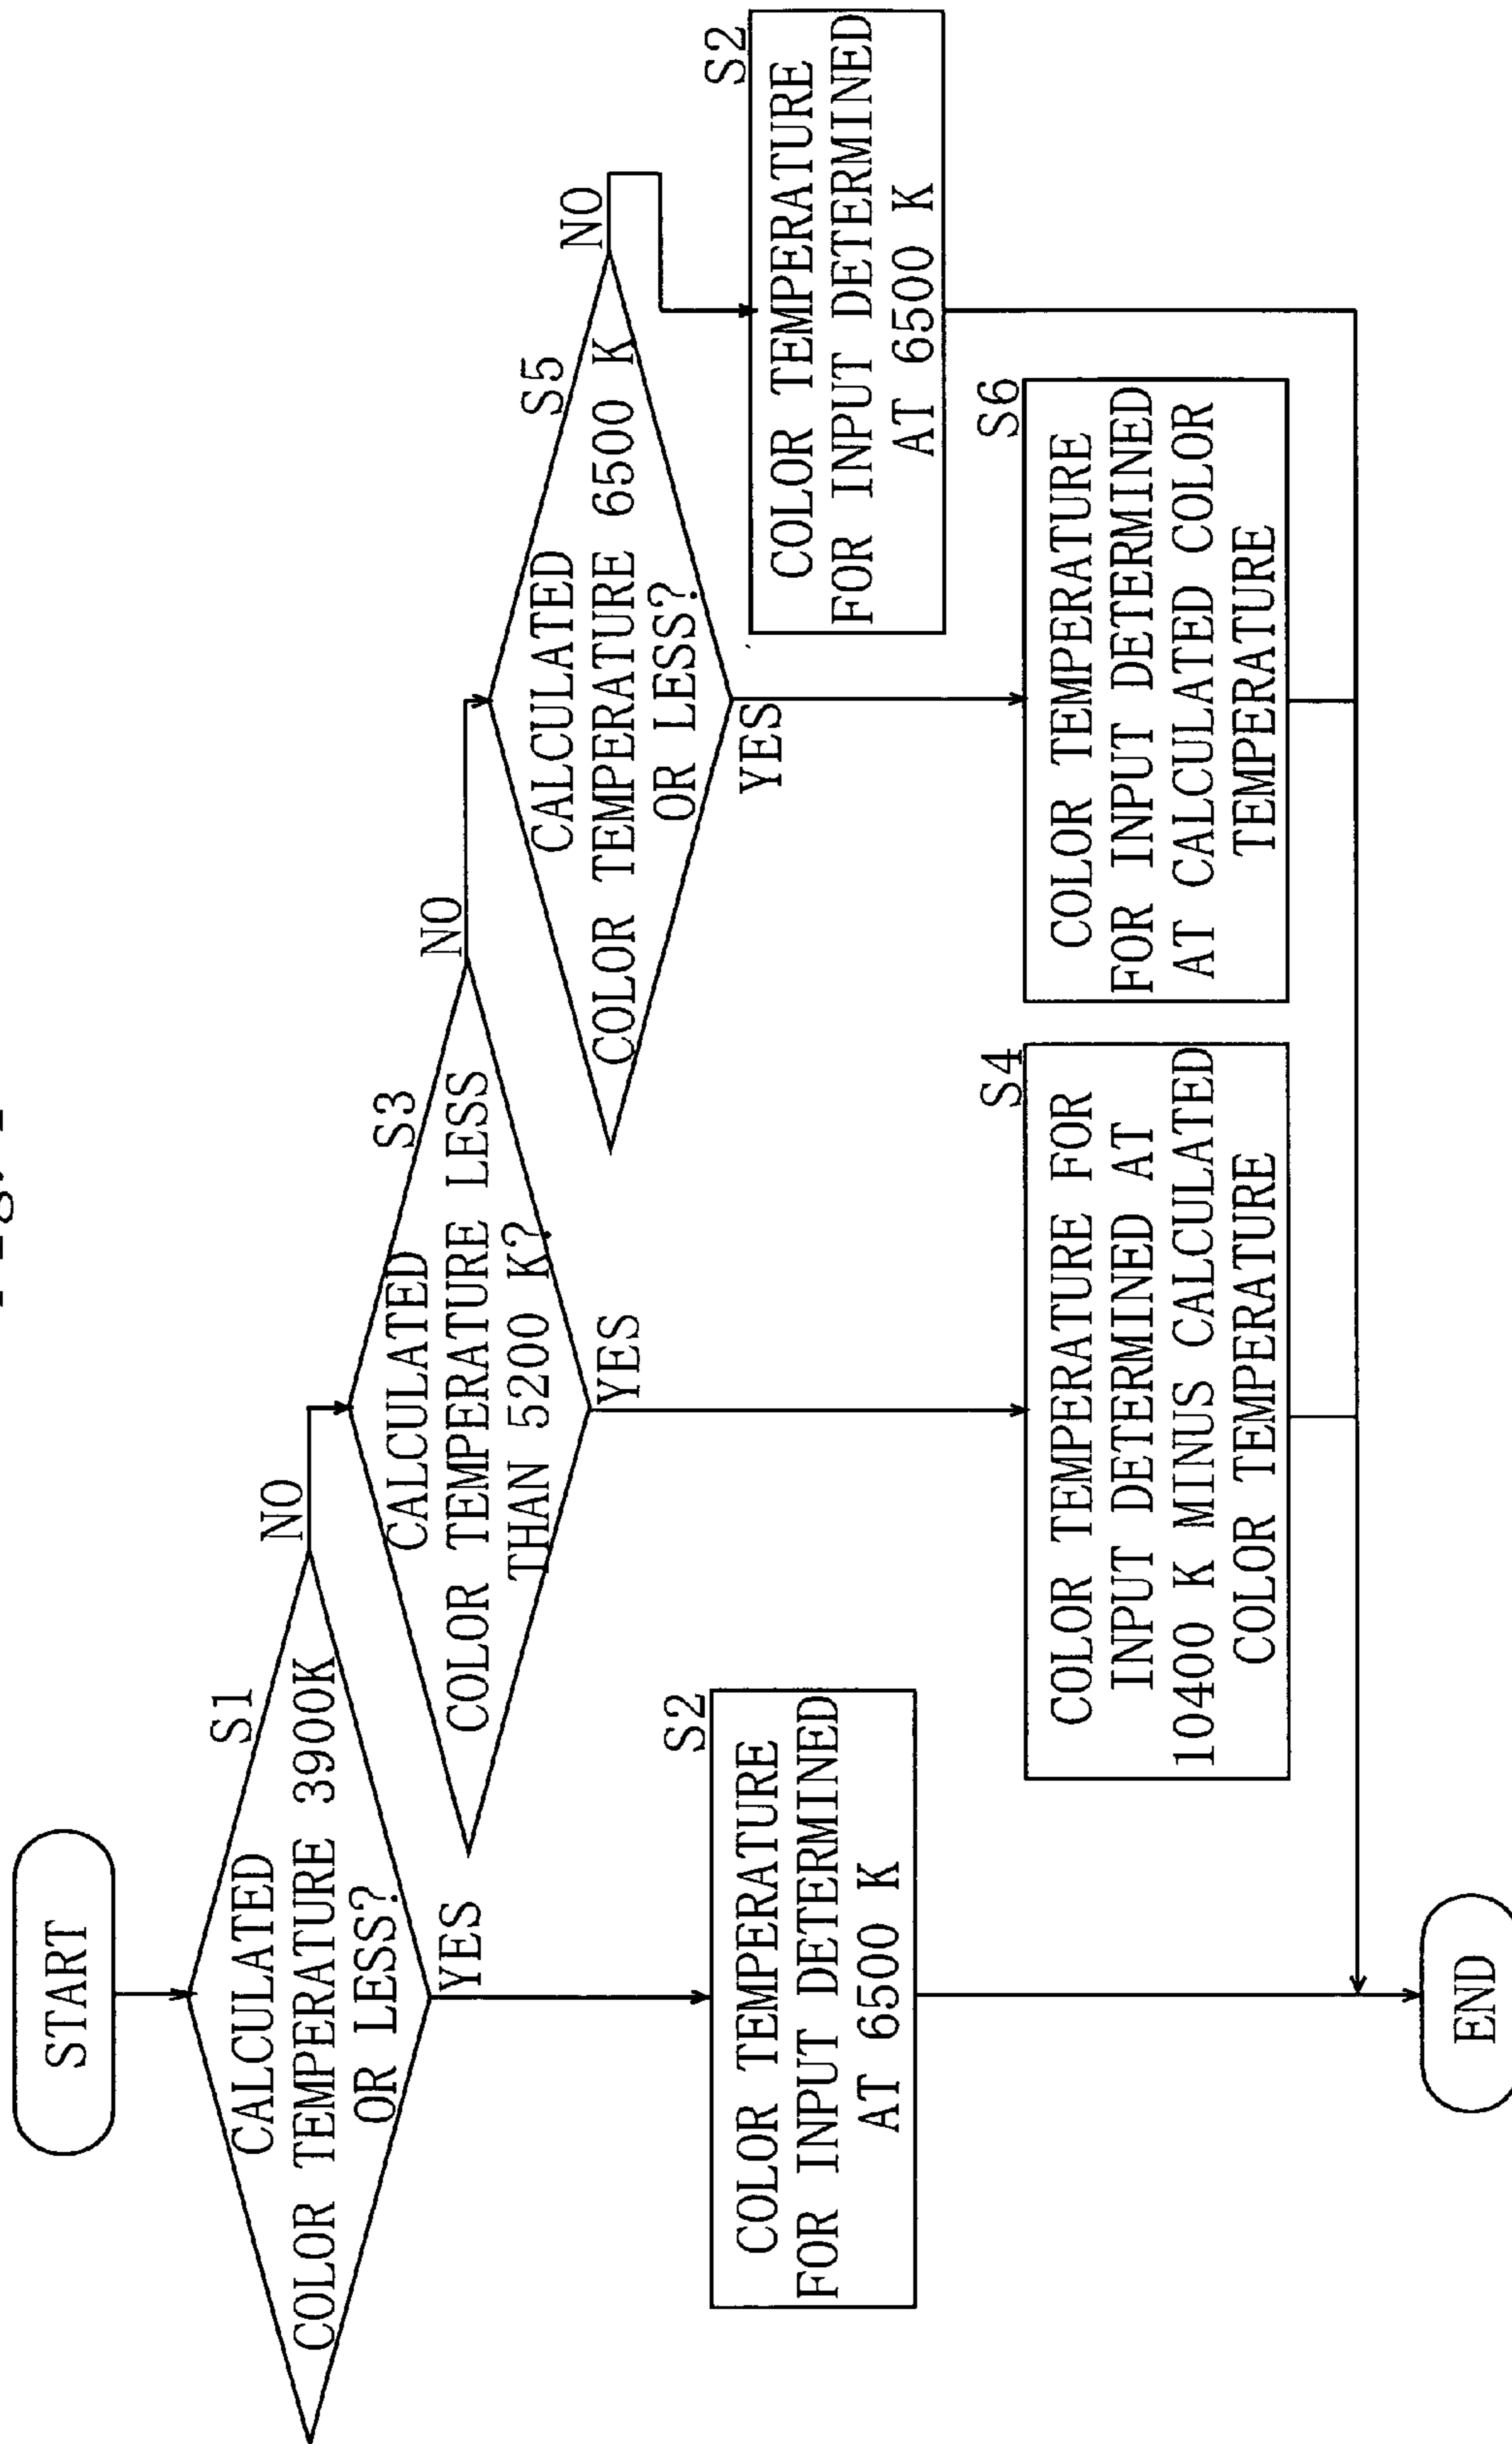 START
S1
CALCULATED
COLOR TEMPERATURE 3900K
OR LESS?
NO
YES
S2
COLOR TEMPERATURE
FOR INPUT DETERMINED
AT 6500 K
S3
CALCULATED
COLOR TEMPERATURE LESS
THAN 5200 K?
NO
YES
S4
COLOR TEMPERATURE FOR
INPUT DETERMINED AT
10400 K MINUS CALCULATED
COLOR TEMPERATURE
S5
CALCULATED
COLOR TEMPERATURE 6500 K
OR LESS?
NO
YES
S6
COLOR TEMPERATURE
FOR INPUT DETERMINED
AT CALCULATED COLOR
TEMPERATURE
S2
COLOR TEMPERATURE
FOR INPUT DETERMINED
AT 6500 K
END